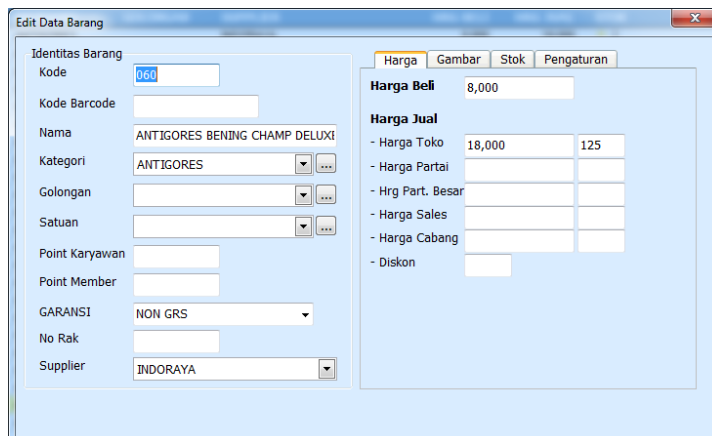 Edit Data Barang
Identitas Barang
Kode 060
Kode Barcode
Nama ANTIGORES BENING CHAMP DELUXE
Kategori ANTIGORES ...
Golongan ...
Satuan ...
Point Karyawan
Point Member
GARANSI NON GRS
No Rak
Supplier INDORAYA
Harga Gambar Stok Pengaturan
Harga Beli 8,000
Harga Jual
- Harga Toko 18,000 125
- Harga Partai
- Hrg Part. Besar
- Harga Sales
- Harga Cabang
- Diskon